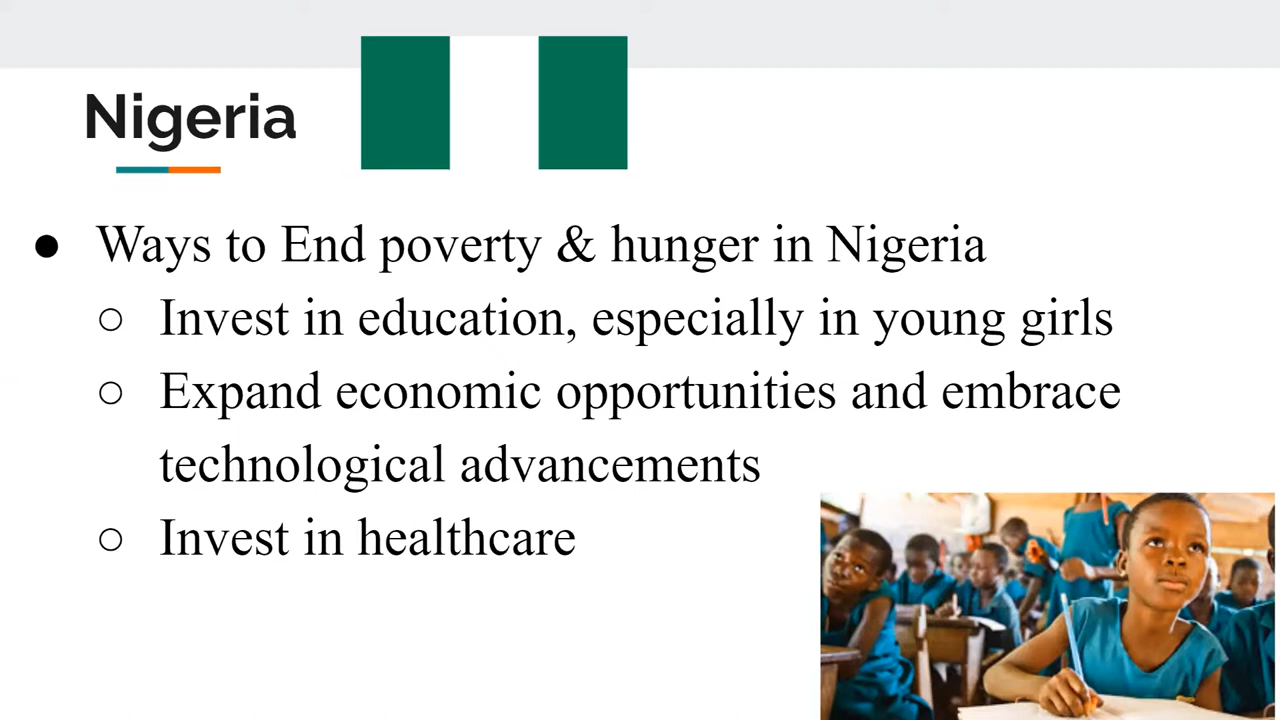 Nigeria
● Ways to End poverty & hunger in Nigeria
○ Invest in education, especially in young girls
○ Expand economic opportunities and embrace
technological advancements
○ Invest in healthcare